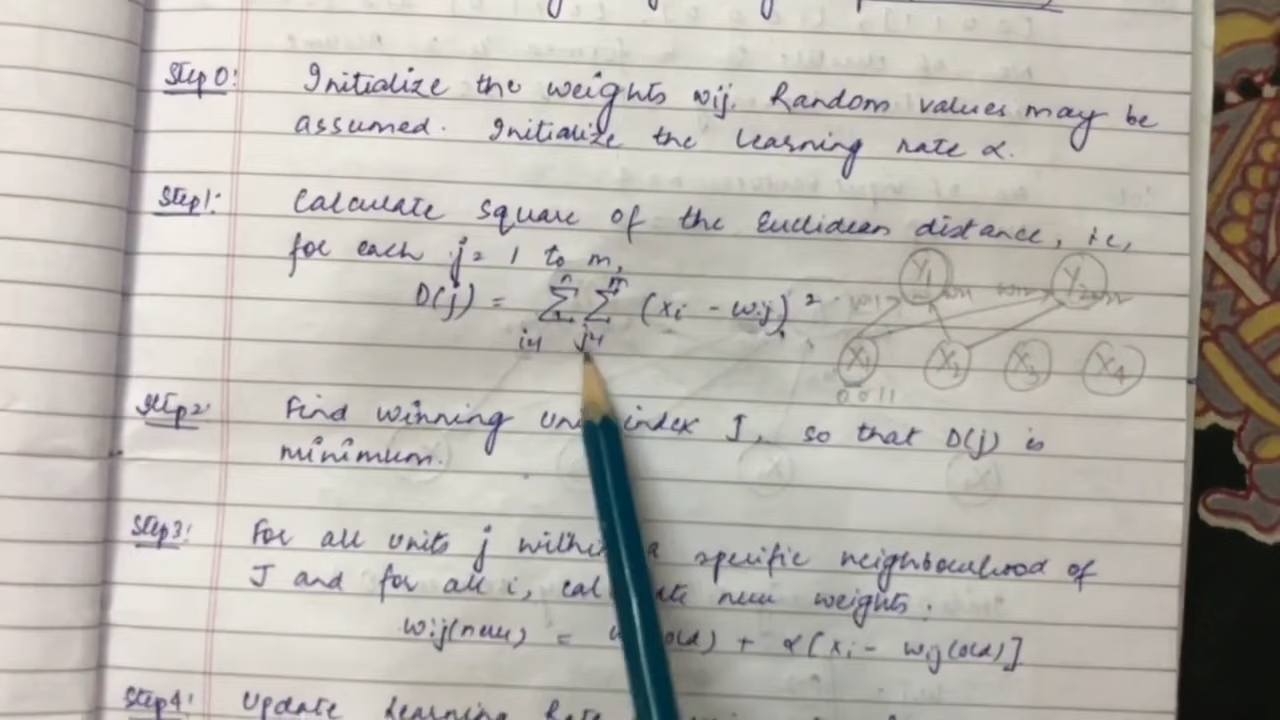 Step 0: Initialize the weights wij. Random values may be
assumed. Initialize the learning rate α.
Step 1: Calculate square of the Euclidean distance, ie,
for each j = 1 to m,
D(j) = Σ Σ (xi - wij)²
n m
i=1 j=1
Y1 Y2
X1 X2 X3 X4
0011
Step 2: Find winning index J, so that D(j) is
minimum.
Step 3: For all units j within a specific neighbourhood of
J and for all i, new weights.
wij(new) = + α[xi - wij(old)]
Step 4: Update Learning Rate